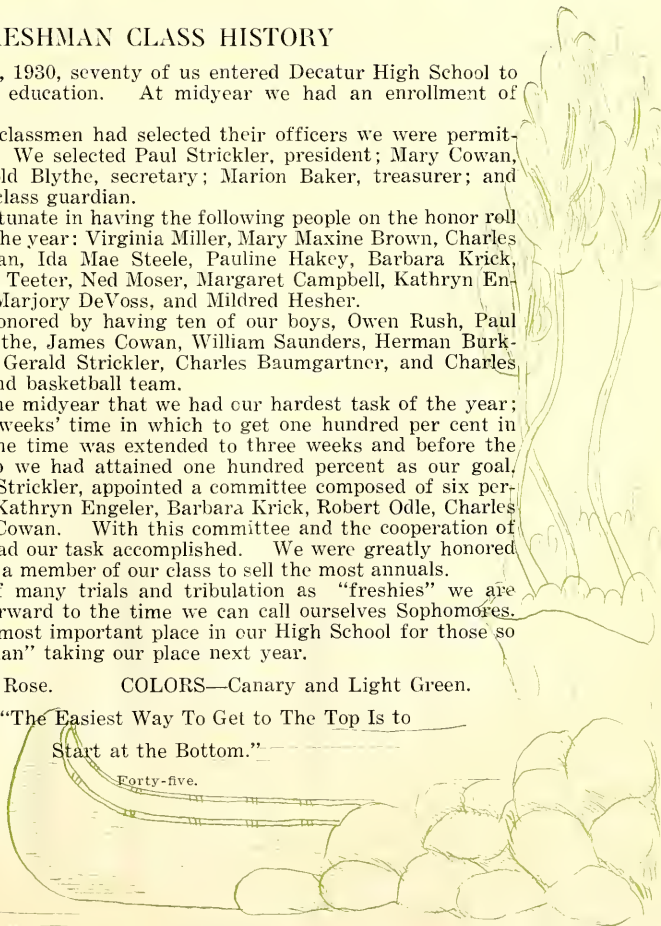 RESHMAN CLASS HISTORY
, 1930, seventy of us entered Decatur High School to
education. At midyear we had an enrollment of
classmen had selected their officers we were permit-
We selected Paul Strickler, president; Mary Cowan,
ld Blythe, secretary; Marion Baker, treasurer; and
class guardian.
tunate in having the following people on the honor roll
he year: Virginia Miller, Mary Maxine Brown, Charles
an, Ida Mae Steele, Pauline Hakey, Barbara Krick,
Teeter, Ned Moser, Margaret Campbell, Kathryn En-
Marjory DeVoss, and Mildred Hesher.
onored by having ten of our boys, Owen Rush, Paul
the, James Cowan, William Saunders, Herman Burk-
Gerald Strickler, Charles Baumgartner, and Charles
nd basketball team.
ne midyear that we had our hardest task of the year;
weeks' time in which to get one hundred per cent in
ne time was extended to three weeks and before the
o we had attained one hundred percent as our goal.
Strickler, appointed a committee composed of six per-
Kathryn Engeler, Barbara Krick, Robert Odle, Charles
Cowan. With this committee and the cooperation of
ad our task accomplished. We were greatly honored
a member of our class to sell the most annuals.
f many trials and tribulation as "freshies" we are
rward to the time we can call ourselves Sophomores.
most important place in our High School for those so
an" taking our place next year.
Rose. COLORS—Canary and Light Green.
"The Easiest Way To Get to The Top Is to
Start at the Bottom."
Forty-five.